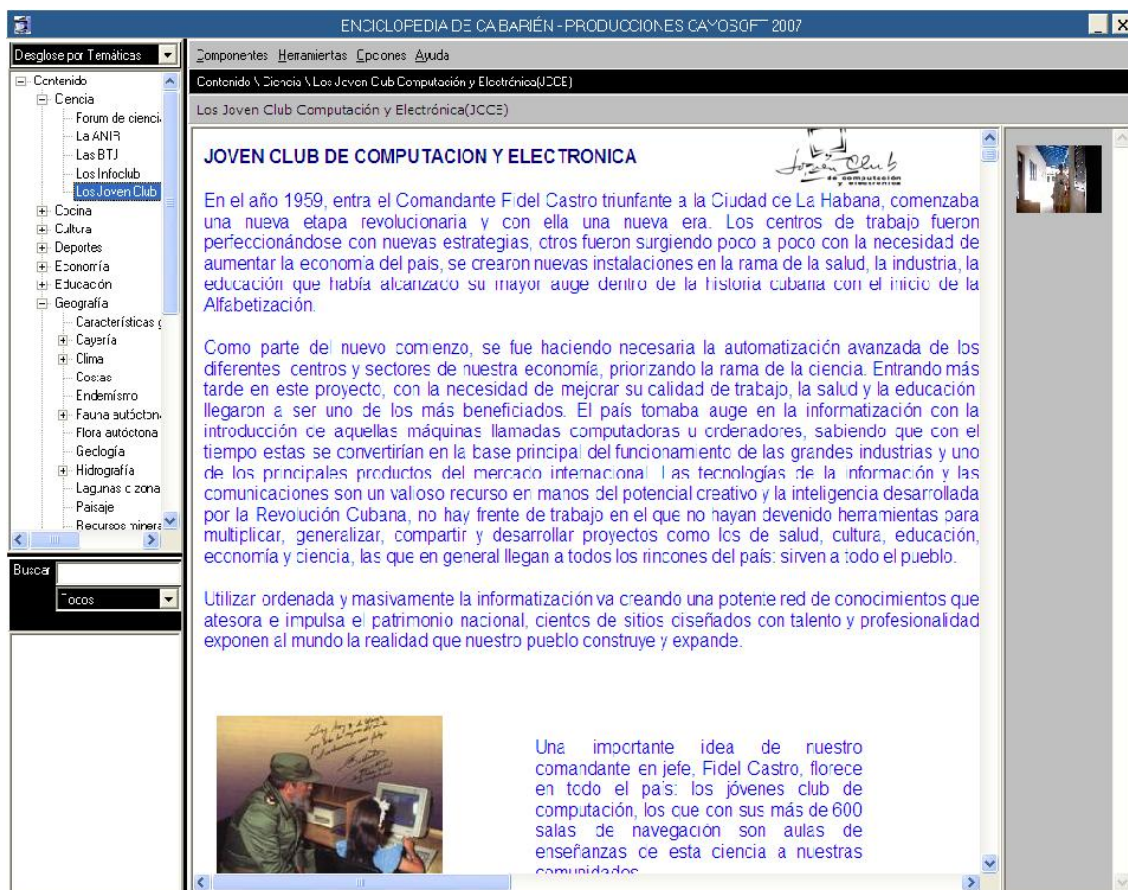 ENCICLOPEDIA DE CAIBARIÉN - PRODUCCIONES CAYOSOFT 2007
Desglose por Temáticas
Componentes Herramientas Opciones Ayuda
Contenido \ Ciencia \ Los Joven Club Computación y Electrónica(JCCE)
Los Joven Club Computación y Electrónica(JCCE)
Contenido
Ciencia
Forum de cienci
La ANIR
Las BTJ
Los Infoclub
Los Joven Club
Cocina
Cultura
Deportes
Economía
Educación
Geografía
Características g
Cayería
Clima
Costas
Endemismo
Fauna autóctona
Flora autóctona
Geología
Hidrografía
Lagunas o zona
Paisaje
Recursos minera
Buscar
Todos
JOVEN CLUB DE COMPUTACION Y ELECTRONICA
Joven Club
de computación
y electrónica
En el año 1959, entra el Comandante Fidel Castro triunfante a la Ciudad de La Habana, comenzaba
una nueva etapa revolucionaria y con ella una nueva era. Los centros de trabajo fueron
perfeccionándose con nuevas estrategias, otros fueron surgiendo poco a poco con la necesidad de
aumentar la economía del país, se crearon nuevas instalaciones en la rama de la salud, la industria, la
educación que había alcanzado su mayor auge dentro de la historia cubana con el inicio de la
Alfabetización.
Como parte del nuevo comienzo, se fue haciendo necesaria la automatización avanzada de los
diferentes centros y sectores de nuestra economía, priorizando la rama de la ciencia. Entrando más
tarde en este proyecto, con la necesidad de mejorar su calidad de trabajo, la salud y la educación
llegaron a ser uno de los más beneficiados. El país tomaba auge en la informatización con la
introducción de aquellas máquinas llamadas computadoras u ordenadores, sabiendo que con el
tiempo estas se convertirían en la base principal del funcionamiento de las grandes industrias y uno
de los principales productos del mercado internacional. Las tecnologías de la información y las
comunicaciones son un valioso recurso en manos del potencial creativo y la inteligencia desarrollada
por la Revolución Cubana, no hay frente de trabajo en el que no hayan devenido herramientas para
multiplicar, generalizar, compartir y desarrollar proyectos como los de salud, cultura, educación,
economía y ciencia, las que en general llegan a todos los rincones del país: sirven a todo el pueblo.
Utilizar ordenada y masivamente la informatización va creando una potente red de conocimientos que
atesora e impulsa el patrimonio nacional, cientos de sitios diseñados con talento y profesionalidad
exponen al mundo la realidad que nuestro pueblo construye y expande.
Una importante idea de nuestro
comandante en jefe, Fidel Castro, florece
en todo el país: los jóvenes club de
computación, los que con sus más de 600
salas de navegación son aulas de
enseñanzas de esta ciencia a nuestras
comunidades